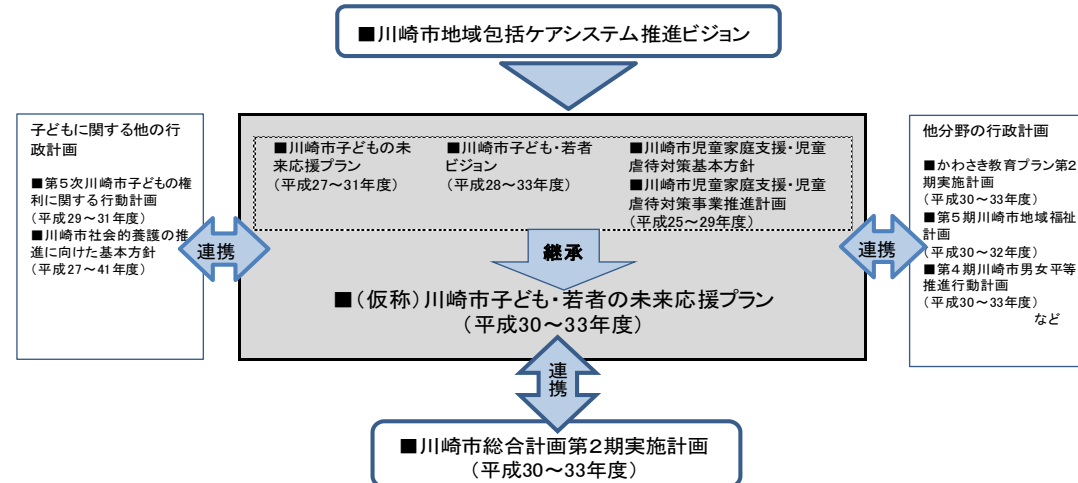 ■川崎市地域包括ケアシステム推進ビジョン
子どもに関する他の行
政計画
■第5次川崎市子どもの権
利に関する行動計画
(平成29～31年度)
■川崎市社会的養護の推
進に向けた基本方針
(平成27～41年度)
連携
■川崎市子どもの未
来応援プラン
(平成27～31年度)
■川崎市子ども・若者
ビジョン
(平成28～33年度)
■川崎市児童家庭支援・児童
虐待対策基本方針
■川崎市児童家庭支援・児童
虐待対策事業推進計画
(平成25～29年度)
継承
■(仮称)川崎市子ども・若者の未来応援プラン
(平成30～33年度)
連携
他分野の行政計画
■かわさき教育プラン第2
期実施計画
(平成30～33年度)
■第5期川崎市地域福祉
計画
(平成30～32年度)
■第4期川崎市男女平等
推進行動計画
(平成30～33年度)
など
連
携
■川崎市総合計画第2期実施計画
(平成30～33年度)